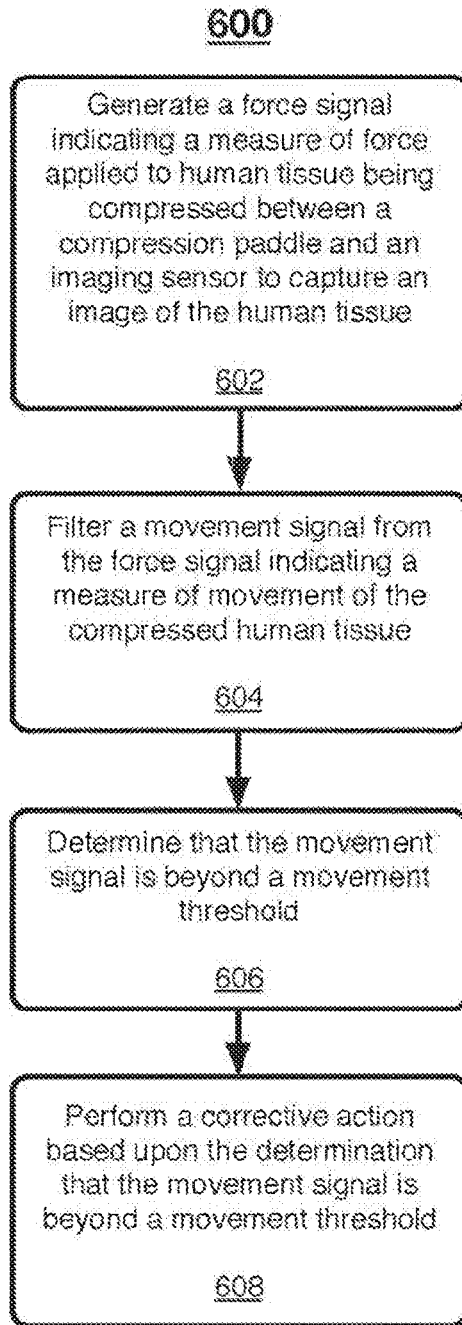 600
Generate a force signal
indicating a measure of force
applied to human tissue being
compressed between a
compression paddle and an
imaging sensor to capture an
image of the human tissue
602
Filter a movement signal from
the force signal indicating a
measure of movement of the
compressed human tissue
604
Determine that the movement
signal is beyond a movement
threshold
606
Perform a corrective action
based upon the determination
that the movement signal is
beyond a movement threshold
608